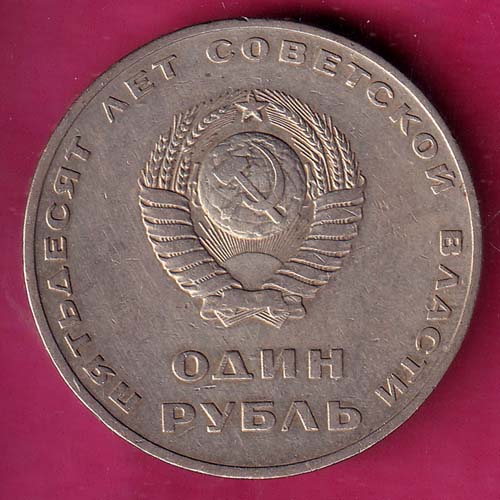 ПЯТЬДЕСЯТ ЛЕТ СОВЕТСКОЙ ВЛАСТИ
ОДИН
РУБЛЬ